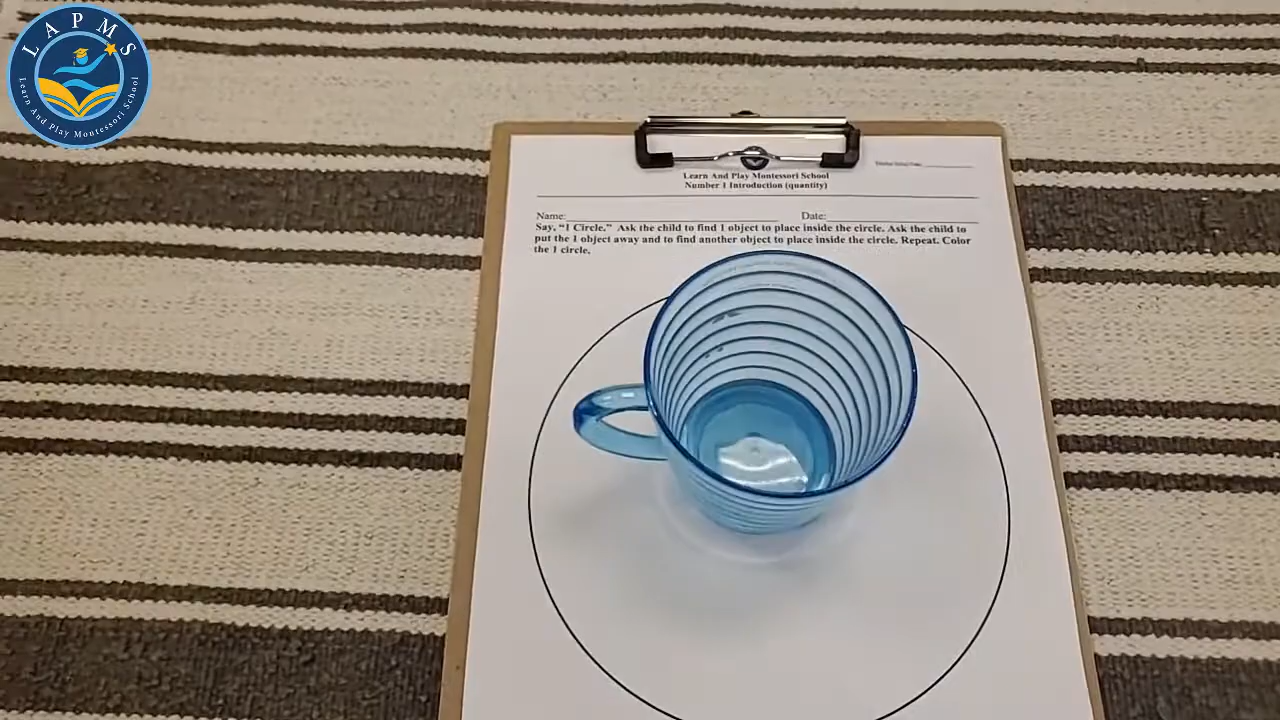 L A P M S
Learn And Play Montessori School
Learn And Play Montessori School
Number 1 Introduction (quantity)
Name: Date:
Say, “1 Circle.” Ask the child to find 1 object to place inside the circle. Ask the child to
put the 1 object away and to find another object to place inside the circle. Repeat. Color
the 1 circle.